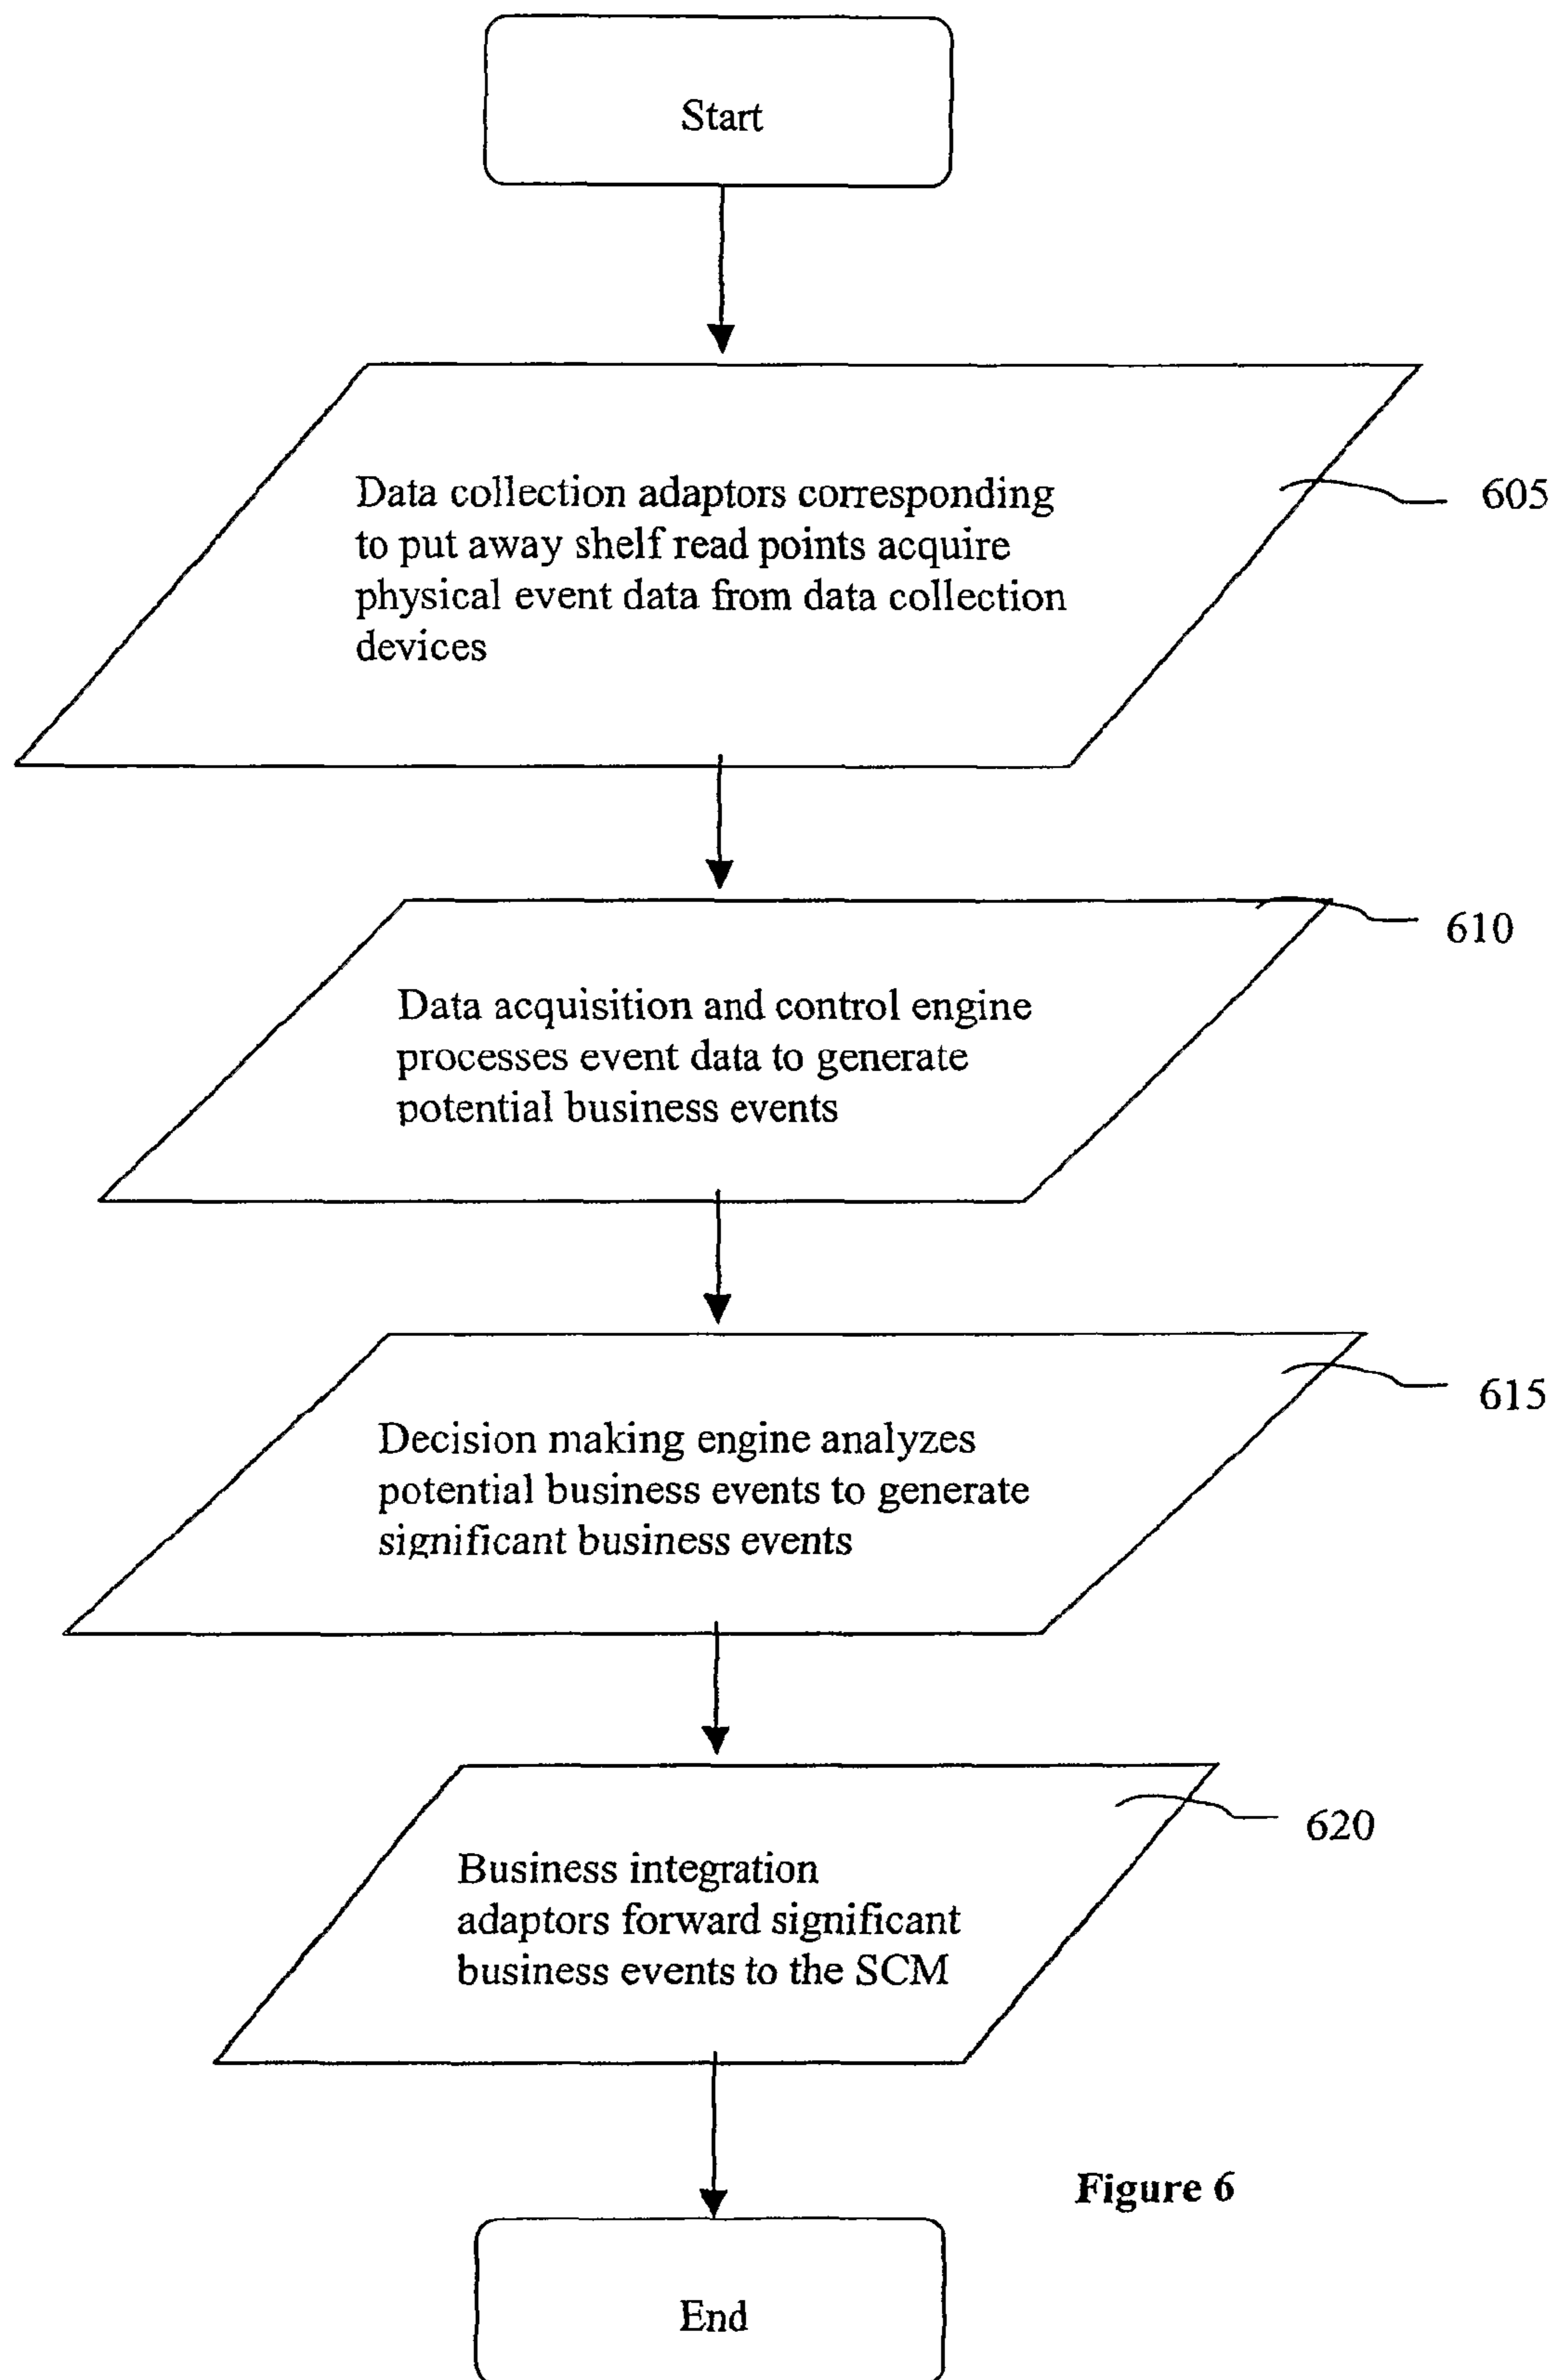 Start
Data collection adaptors corresponding
to put away shelf read points acquire
physical event data from data collection
devices
605
610
Data acquisition and control engine
processes event data to generate
potential business events
615
Decision making engine analyzes
potential business events to generate
significant business events
620
Business integration
adaptors forward significant
business events to the SCM
Figure 6
End